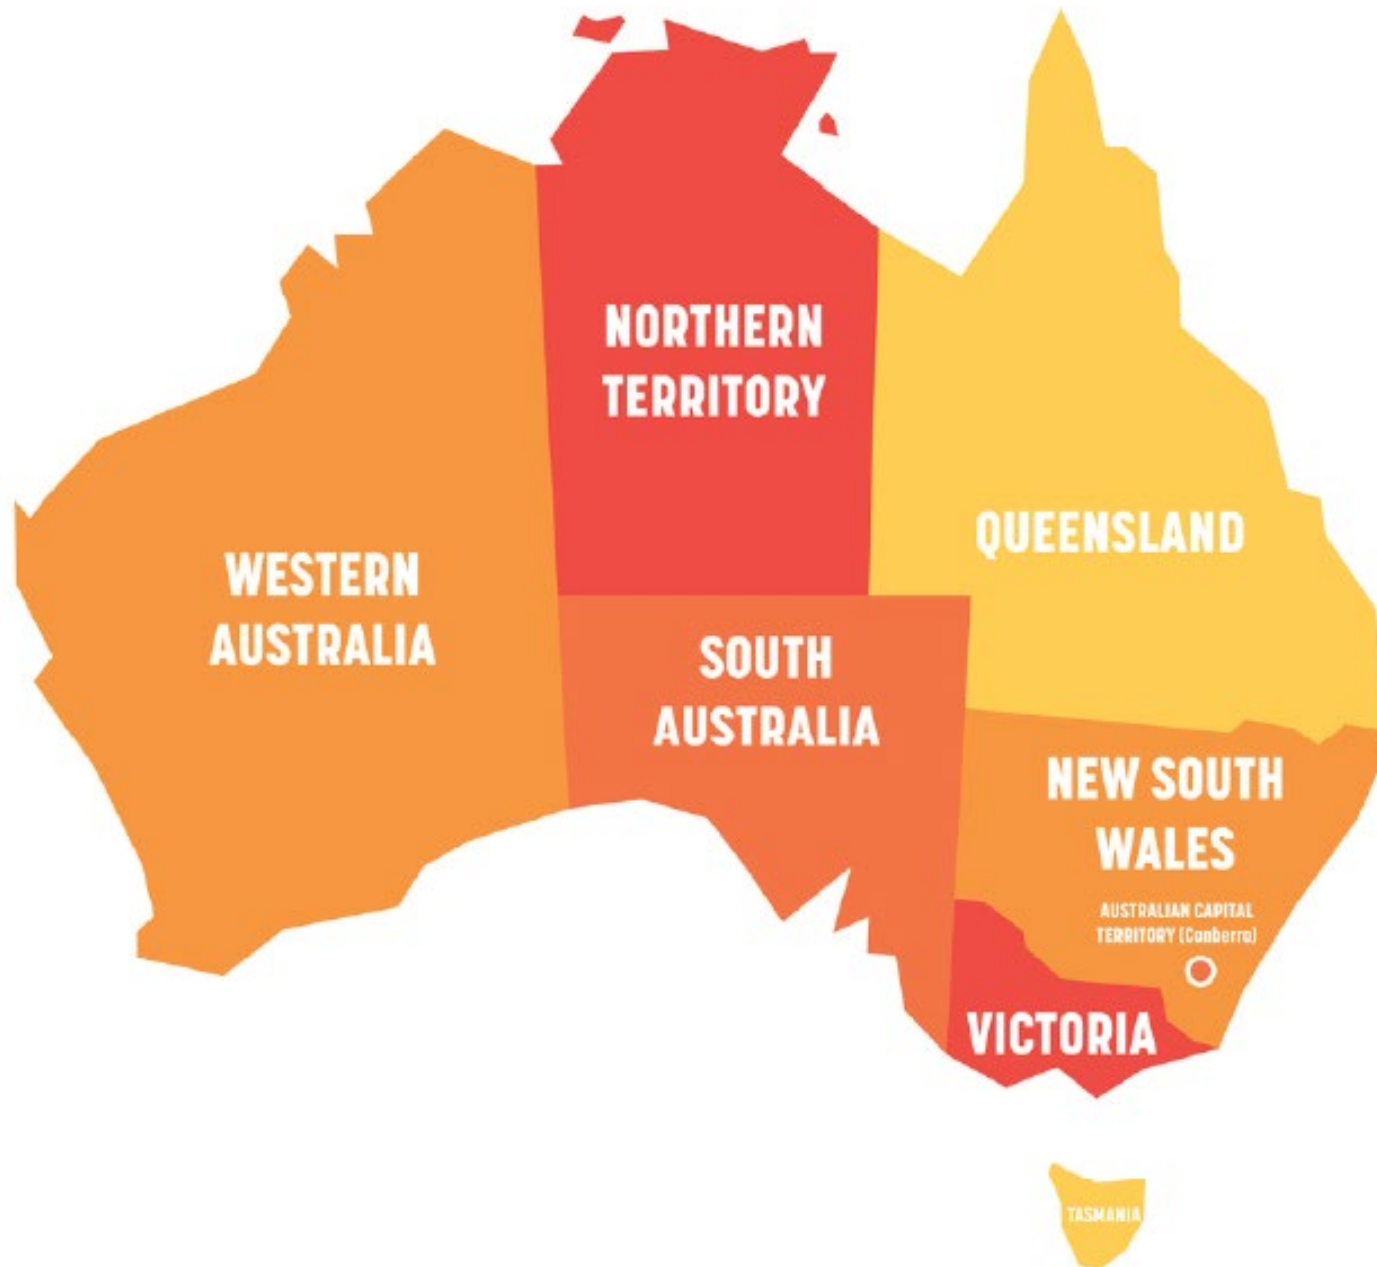 NORTHERN
TERRITORY
QUEENSLAND
WESTERN
AUSTRALIA
SOUTH
AUSTRALIA
NEW SOUTH
WALES
AUSTRALIAN CAPITAL
TERRITORY (Canberra)
VICTORIA
TASMANIA